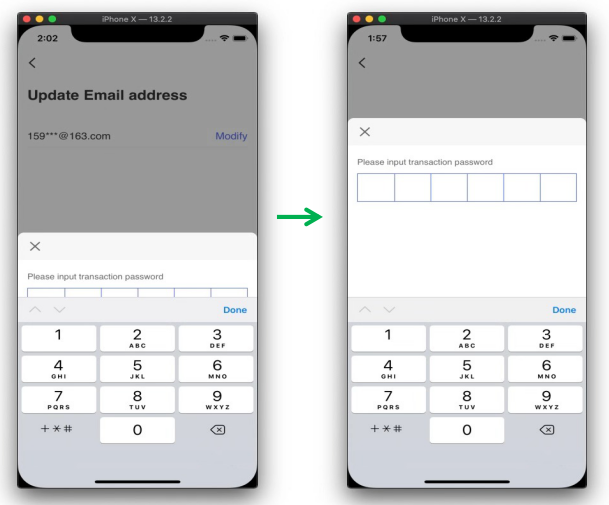 iPhone X — 13.2.2
2:02
Update Email address
159***@163.com
Modify
Please input transaction password
Done
1
2
ABC
3
DEF
4
GHI
5
JKL
6
MNO
7
PQRS
8
TUV
9
WXYZ
+*#
0
iPhone X — 13.2.2
1:57
Please input transaction password
Done
1
2
ABC
3
DEF
4
GHI
5
JKL
6
MNO
7
PQRS
8
TUV
9
WXYZ
+*#
0